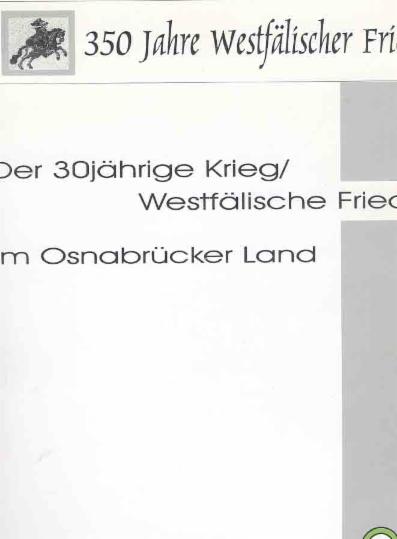 350 Jahre Westfälischer Fri
Der 30jährige Krieg/
Westfälische Fried
m Osnabrücker Land